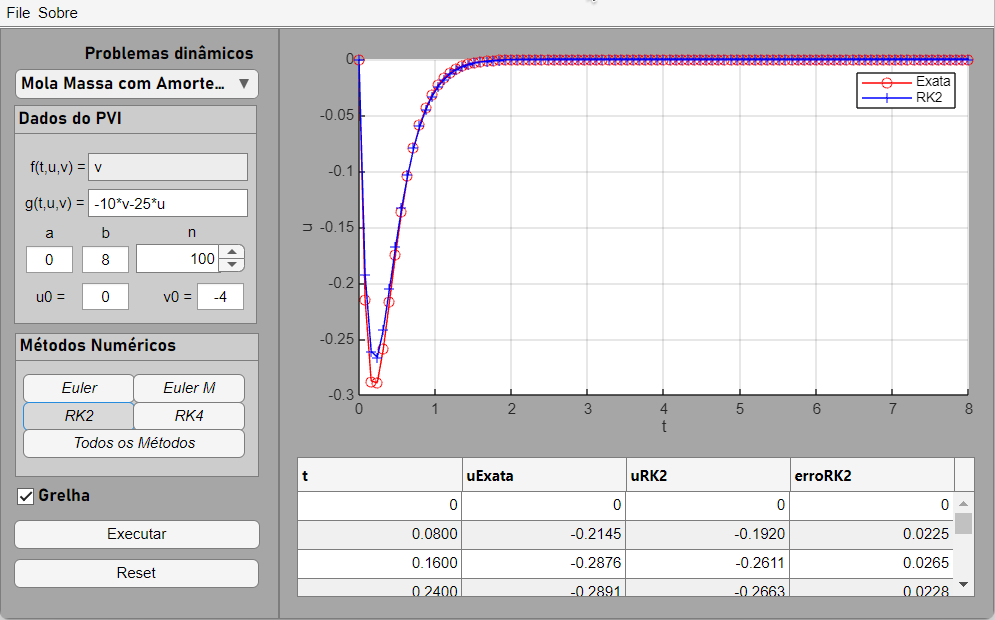 File Sobre
Problemas dinâmicos
Mola Massa com Amorte...
Dados do PVI
f(t,u,v) = v
g(t,u,v) = -10*v-25*u
a b n
0 8 100
u0 = 0 v0 = -4
Métodos Numéricos
Euler Euler M
RK2 RK4
Todos os Métodos
Grelha
Executar
Reset
0
-0.05
-0.1
-0.15
-0.2
-0.25
-0.3
u
0 1 2 3 4 5 6 7 8
t
Exata
RK2
t uExata uRK2 erroRK2
0 0 0 0
0.0800 -0.2145 -0.1920 0.0225
0.1600 -0.2876 -0.2611 0.0265
0.2400 -0.2891 -0.2663 0.0228